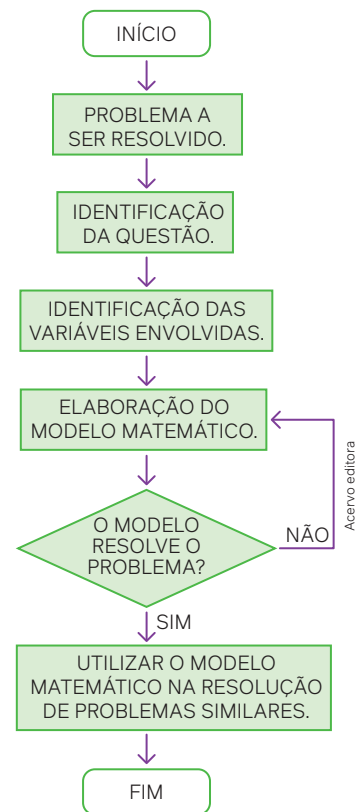 INÍCIO
PROBLEMA A
SER RESOLVIDO.
IDENTIFICAÇÃO
DA QUESTÃO.
IDENTIFICAÇÃO DAS
VARIÁVEIS ENVOLVIDAS.
ELABORAÇÃO DO
MODELO MATEMÁTICO.
O MODELO
RESOLVE O
PROBLEMA?
NÃO
SIM
UTILIZAR O MODELO
MATEMÁTICO NA RESOLUÇÃO
DE PROBLEMAS SIMILARES.
FIM
Acervo editora